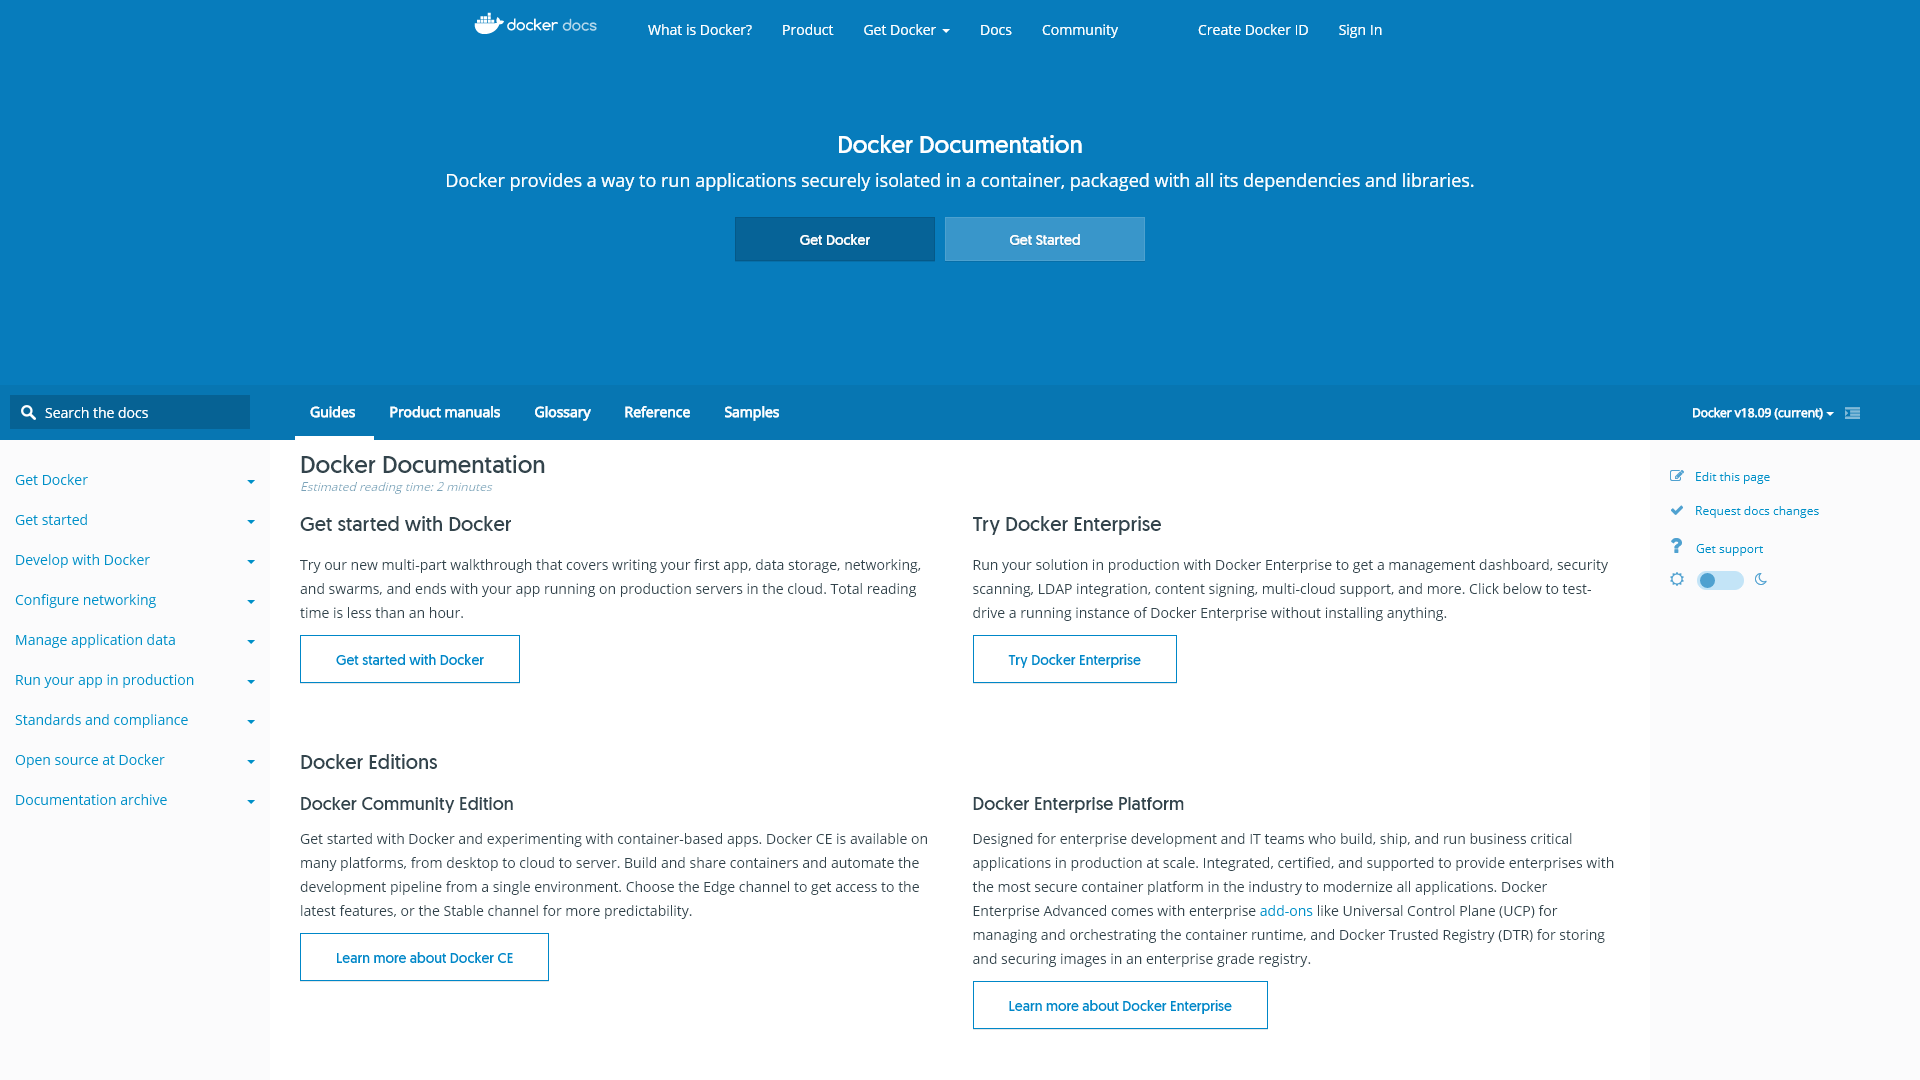 docker docs
What is Docker?
Product
Get Docker
Docs
Community
Create Docker ID
Sign In
Docker Documentation
Docker provides a way to run applications securely isolated in a container, packaged with all its dependencies and libraries.
Get Docker
Get Started
Search the docs
Guides
Product manuals
Glossary
Reference
Samples
Docker v18.09 (current)
Get Docker
Get started
Develop with Docker
Configure networking
Manage application data
Run your app in production
Standards and compliance
Open source at Docker
Documentation archive
Docker Documentation
Estimated reading time: 2 minutes
Get started with Docker
Try our new multi-part walkthrough that covers writing your first app, data storage, networking,
and swarms, and ends with your app running on production servers in the cloud. Total reading
time is less than an hour.
Get started with Docker
Try Docker Enterprise
Run your solution in production with Docker Enterprise to get a management dashboard, security
scanning, LDAP integration, content signing, multi-cloud support, and more. Click below to test-
drive a running instance of Docker Enterprise without installing anything.
Try Docker Enterprise
Docker Editions
Docker Community Edition
Get started with Docker and experimenting with container-based apps. Docker CE is available on
many platforms, from desktop to cloud to server. Build and share containers and automate the
development pipeline from a single environment. Choose the Edge channel to get access to the
latest features, or the Stable channel for more predictability.
Learn more about Docker CE
Docker Enterprise Platform
Designed for enterprise development and IT teams who build, ship, and run business critical
applications in production at scale. Integrated, certified, and supported to provide enterprises with
the most secure container platform in the industry to modernize all applications. Docker
Enterprise Advanced comes with enterprise add-ons like Universal Control Plane (UCP) for
managing and orchestrating the container runtime, and Docker Trusted Registry (DTR) for storing
and securing images in an enterprise grade registry.
Learn more about Docker Enterprise
Edit this page
Request docs changes
Get support